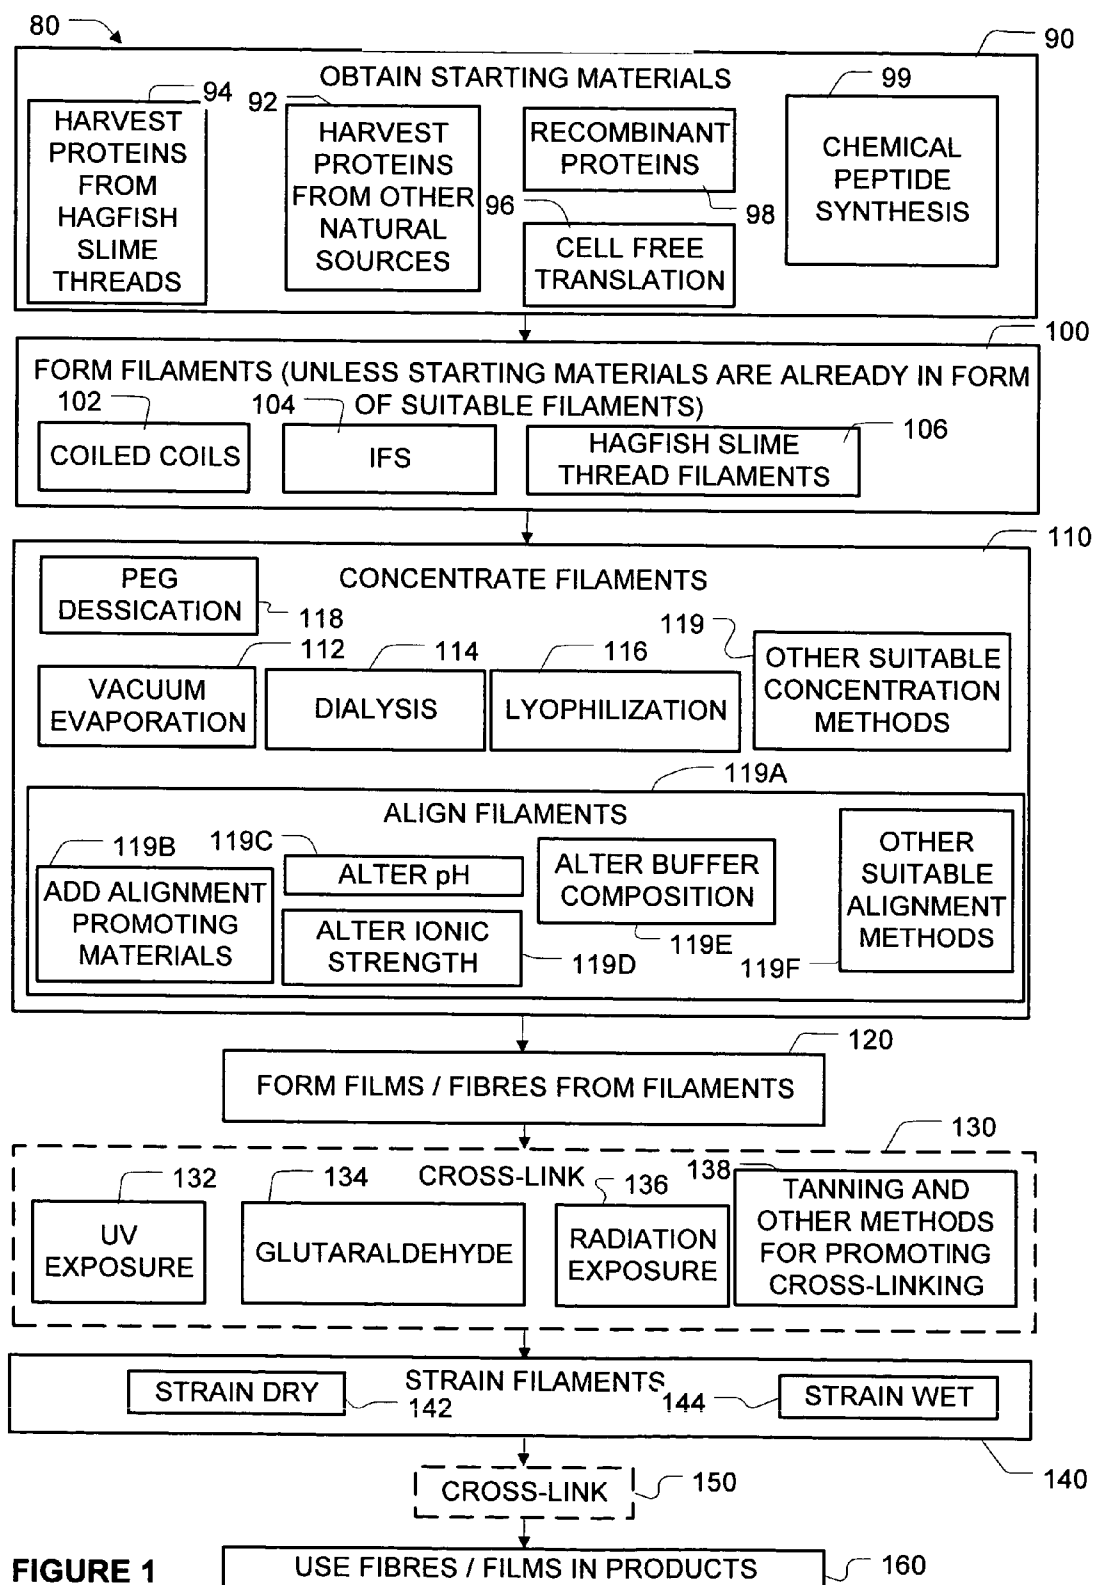 80
90
OBTAIN STARTING MATERIALS
94
HARVEST
PROTEINS
FROM
HAGFISH
SLIME
THREADS
92
HARVEST
PROTEINS
FROM OTHER
NATURAL
SOURCES
RECOMBINANT
PROTEINS
98
96
CELL FREE
TRANSLATION
99
CHEMICAL
PEPTIDE
SYNTHESIS
100
FORM FILAMENTS (UNLESS STARTING MATERIALS ARE ALREADY IN FORM
OF SUITABLE FILAMENTS)
102
COILED COILS
104
IFS
106
HAGFISH SLIME
THREAD FILAMENTS
110
CONCENTRATE FILAMENTS
PEG
DESSICATION
118
112
VACUUM
EVAPORATION
114
DIALYSIS
116
LYOPHILIZATION
119
OTHER SUITABLE
CONCENTRATION
METHODS
119A
ALIGN FILAMENTS
119B
ADD ALIGNMENT
PROMOTING
MATERIALS
119C
ALTER pH
ALTER IONIC
STRENGTH
119D
ALTER BUFFER
COMPOSITION
119E
OTHER
SUITABLE
ALIGNMENT
METHODS
119F
120
FORM FILMS / FIBRES FROM FILAMENTS
130
CROSS-LINK
132
UV
EXPOSURE
134
GLUTARALDEHYDE
136
RADIATION
EXPOSURE
138
TANNING AND
OTHER METHODS
FOR PROMOTING
CROSS-LINKING
STRAIN FILAMENTS
STRAIN DRY
142
144
STRAIN WET
140
CROSS-LINK
150
FIGURE 1
USE FIBRES / FILMS IN PRODUCTS
160